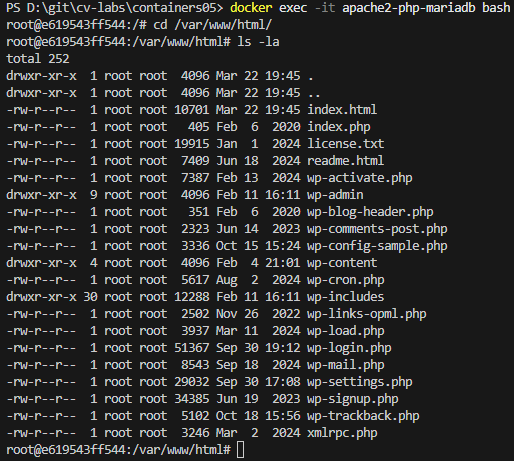 PS D:\git\cv-labs\containers05> docker exec -it apache2-php-mariadb bash
root@e619543ff544:/# cd /var/www/html/
root@e619543ff544:/var/www/html# ls -la
total 252
drwxr-xr-x  1 root root  4096 Mar 22 19:45 .
drwxr-xr-x  1 root root  4096 Mar 22 19:45 ..
-rw-r--r--  1 root root 10701 Mar 22 19:45 index.html
-rw-r--r--  1 root root   405 Feb  6  2020 index.php
-rw-r--r--  1 root root 19915 Jan  1  2024 license.txt
-rw-r--r--  1 root root  7409 Jun 18  2024 readme.html
-rw-r--r--  1 root root  7387 Feb 13  2024 wp-activate.php
drwxr-xr-x  9 root root  4096 Feb 11 16:11 wp-admin
-rw-r--r--  1 root root   351 Feb  6  2020 wp-blog-header.php
-rw-r--r--  1 root root  2323 Jun 14  2023 wp-comments-post.php
-rw-r--r--  1 root root  3336 Oct 15 15:24 wp-config-sample.php
drwxr-xr-x  4 root root  4096 Feb  4 21:01 wp-content
-rw-r--r--  1 root root  5617 Aug  2  2024 wp-cron.php
drwxr-xr-x 30 root root 12288 Feb 11 16:11 wp-includes
-rw-r--r--  1 root root  2502 Nov 26  2022 wp-links-opml.php
-rw-r--r--  1 root root  3937 Mar 11  2024 wp-load.php
-rw-r--r--  1 root root 51367 Sep 30 19:12 wp-login.php
-rw-r--r--  1 root root  8543 Sep 18  2024 wp-mail.php
-rw-r--r--  1 root root 29032 Sep 30 17:08 wp-settings.php
-rw-r--r--  1 root root 34385 Jun 19  2023 wp-signup.php
-rw-r--r--  1 root root  5102 Oct 18 15:56 wp-trackback.php
-rw-r--r--  1 root root  3246 Mar  2  2024 xmlrpc.php
root@e619543ff544:/var/www/html#